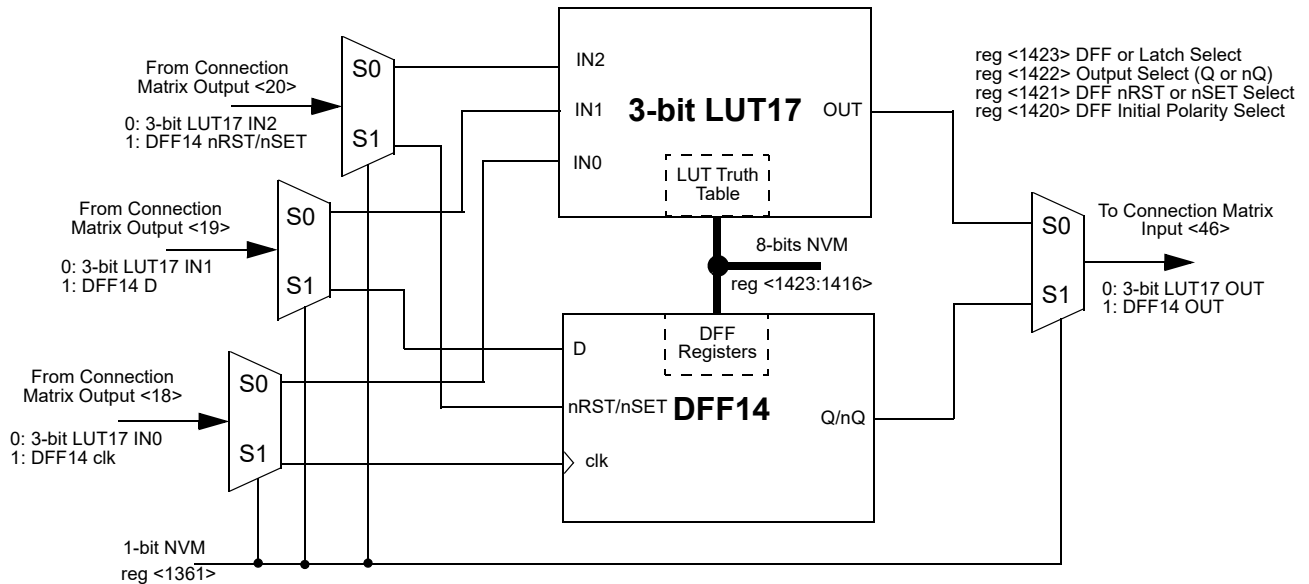 From Connection
Matrix Output <20>
0: 3-bit LUT17 IN2
1: DFF14 nRST/nSET
S0
S1
From Connection
Matrix Output <19>
0: 3-bit LUT17 IN1
1: DFF14 D
S0
S1
From Connection
Matrix Output <18>
0: 3-bit LUT17 IN0
1: DFF14 clk
S0
S1
1-bit NVM
reg <1361>
IN2
IN1
IN0
3-bit LUT17
OUT
LUT Truth
Table
8-bits NVM
reg <1423:1416>
DFF
Registers
D
nRST/nSET
clk
DFF14
Q/nQ
reg <1423> DFF or Latch Select
reg <1422> Output Select (Q or nQ)
reg <1421> DFF nRST or nSET Select
reg <1420> DFF Initial Polarity Select
S0
S1
To Connection Matrix
Input <46>
0: 3-bit LUT17 OUT
1: DFF14 OUT